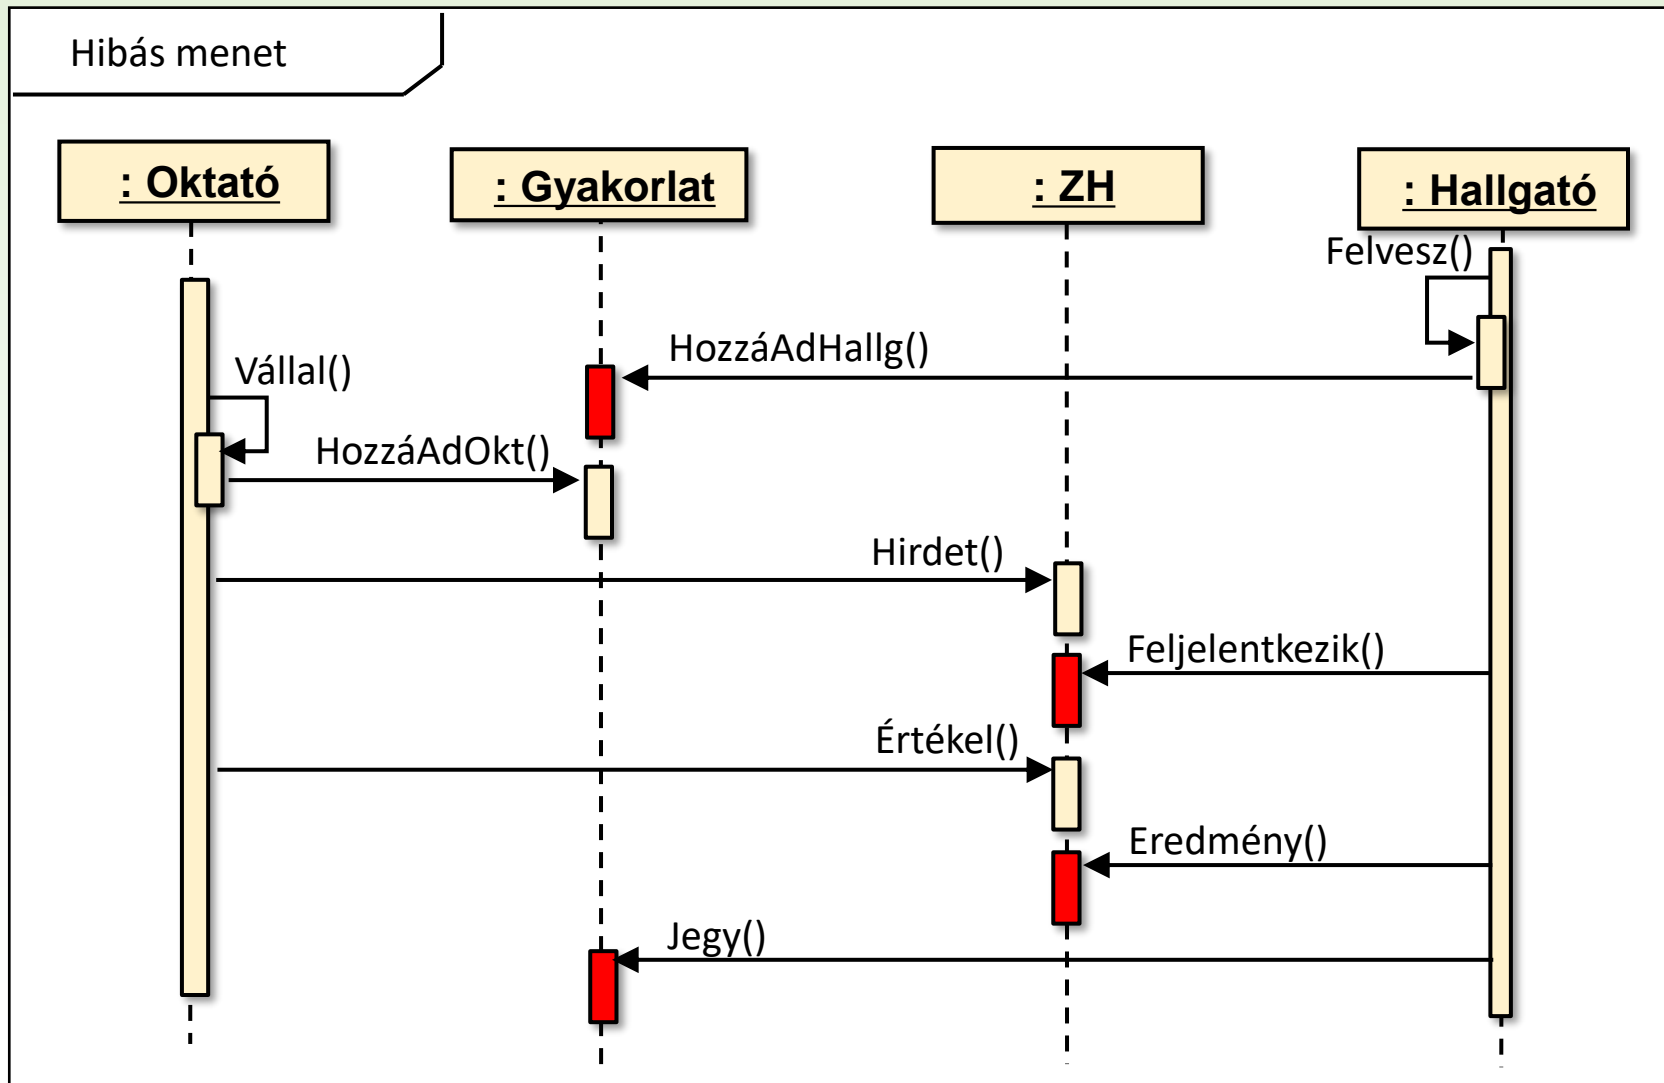 Hibás menet
: Oktató
: Gyakorlat
: ZH
: Hallgató
Felvesz()
HozzáAdHallg()
Vállal()
HozzáAdOkt()
Hirdet()
Feljelentkezik()
Értékel()
Eredmény()
Jegy()